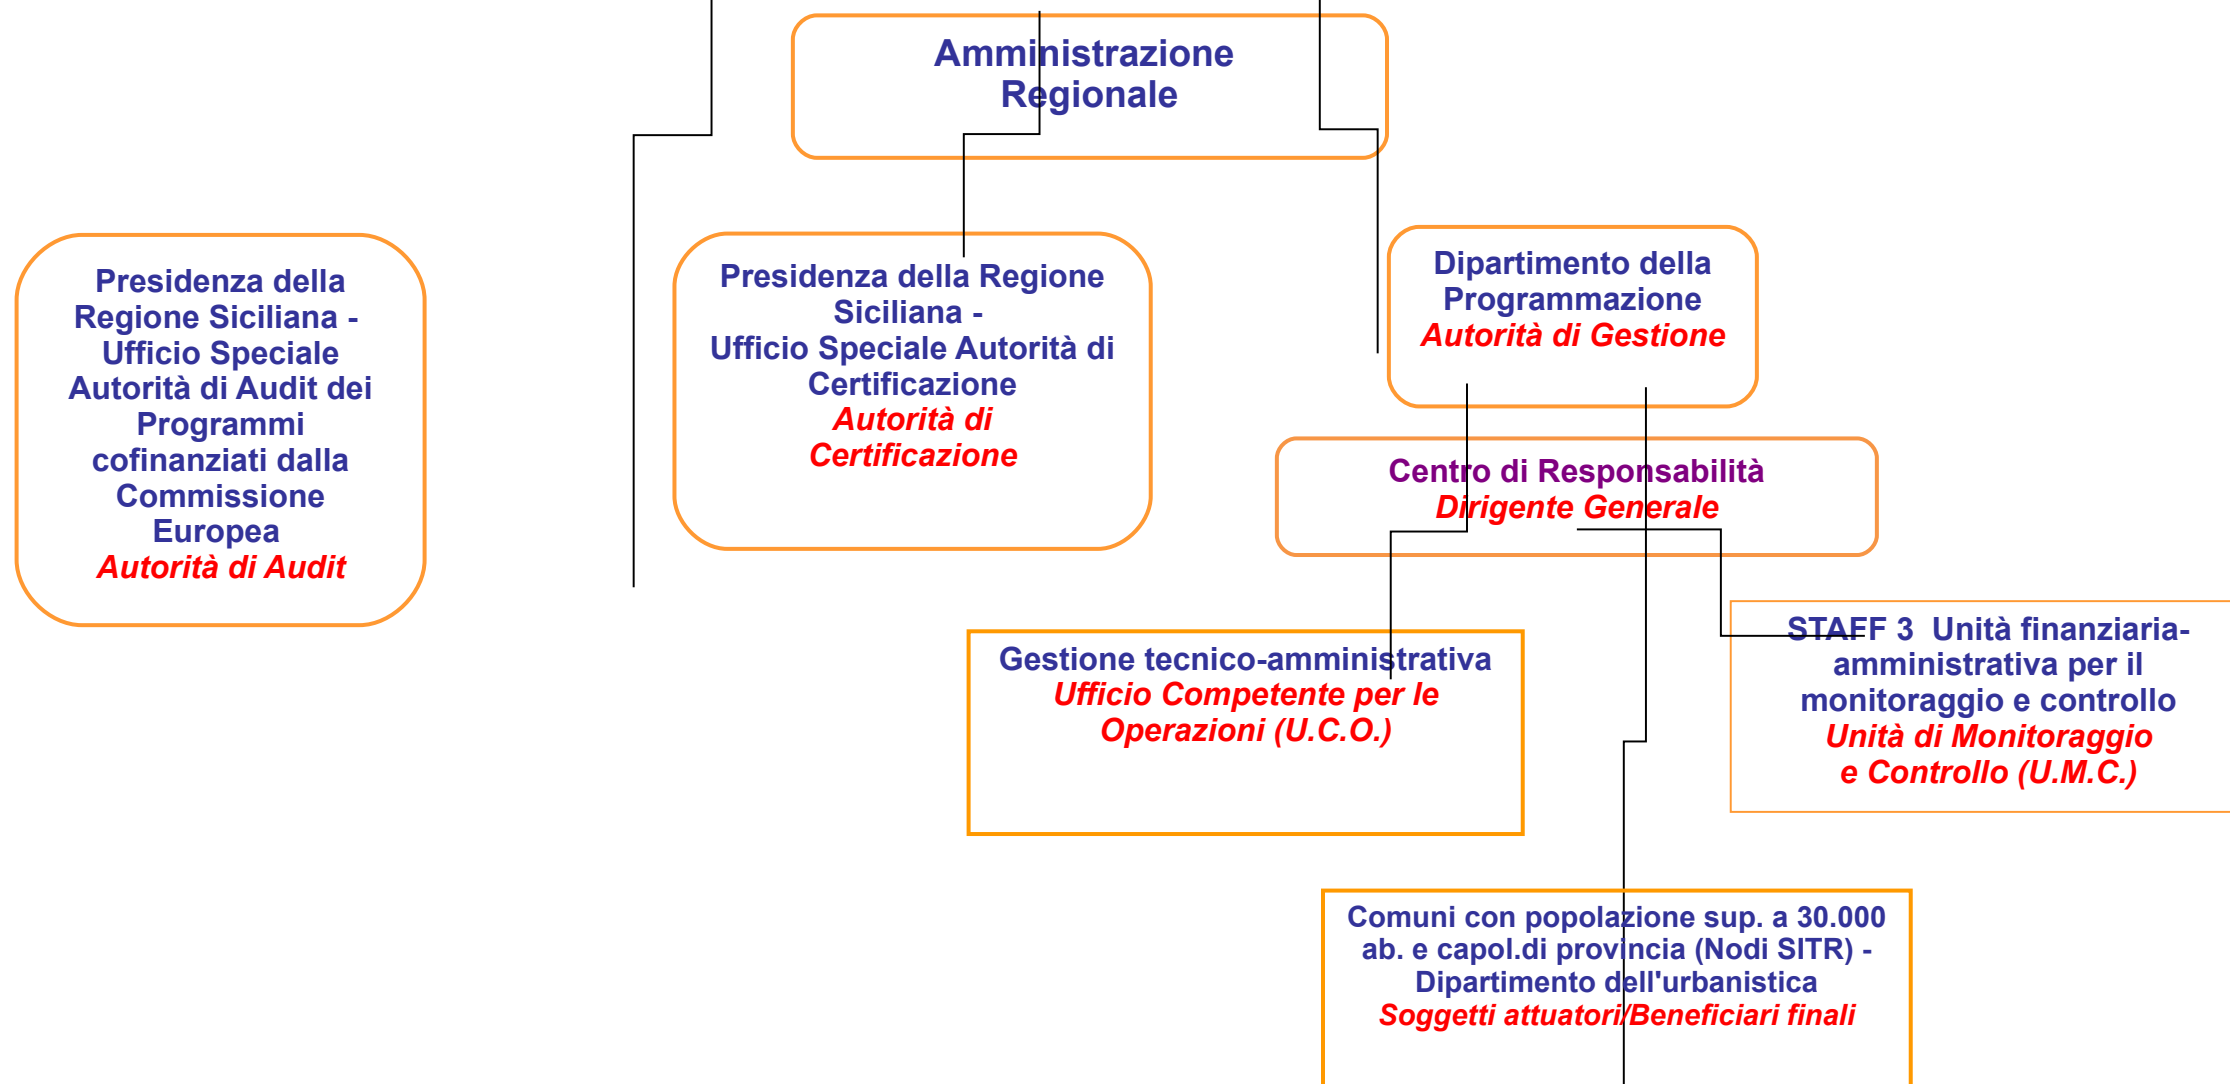 Amministrazione
Regionale
Presidenza della
Regione Siciliana -
Ufficio Speciale
Autorità di Audit dei
Programmi
cofinanziati dalla
Commissione
Europea
Autorità di Audit
Presidenza della Regione
Siciliana -
Ufficio Speciale Autorità di
Certificazione
Autorità di
Certificazione
Dipartimento della
Programmazione
Autorità di Gestione
Centro di Responsabilità
Dirigente Generale
Gestione tecnico-amministrativa
Ufficio Competente per le
Operazioni (U.C.O.)
STAFF 3 Unità finanziaria-
amministrativa per il
monitoraggio e controllo
Unità di Monitoraggio
e Controllo (U.M.C.)
Comuni con popolazione sup. a 30.000
ab. e capol.di provincia (Nodi SITR) -
Dipartimento dell'urbanistica
Soggetti attuatori/Beneficiari finali